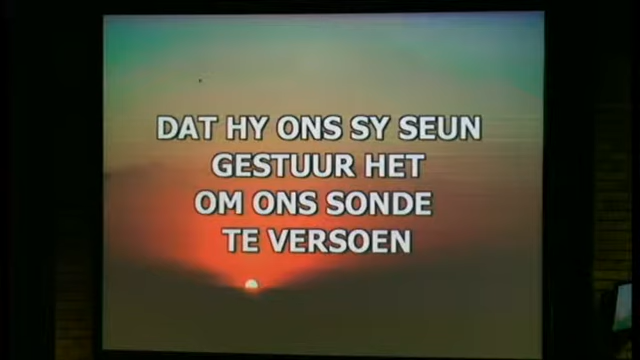 DAT HY ONS SY SEUN
GESTUUR HET
OM ONS SONDE
TE VERSOEN